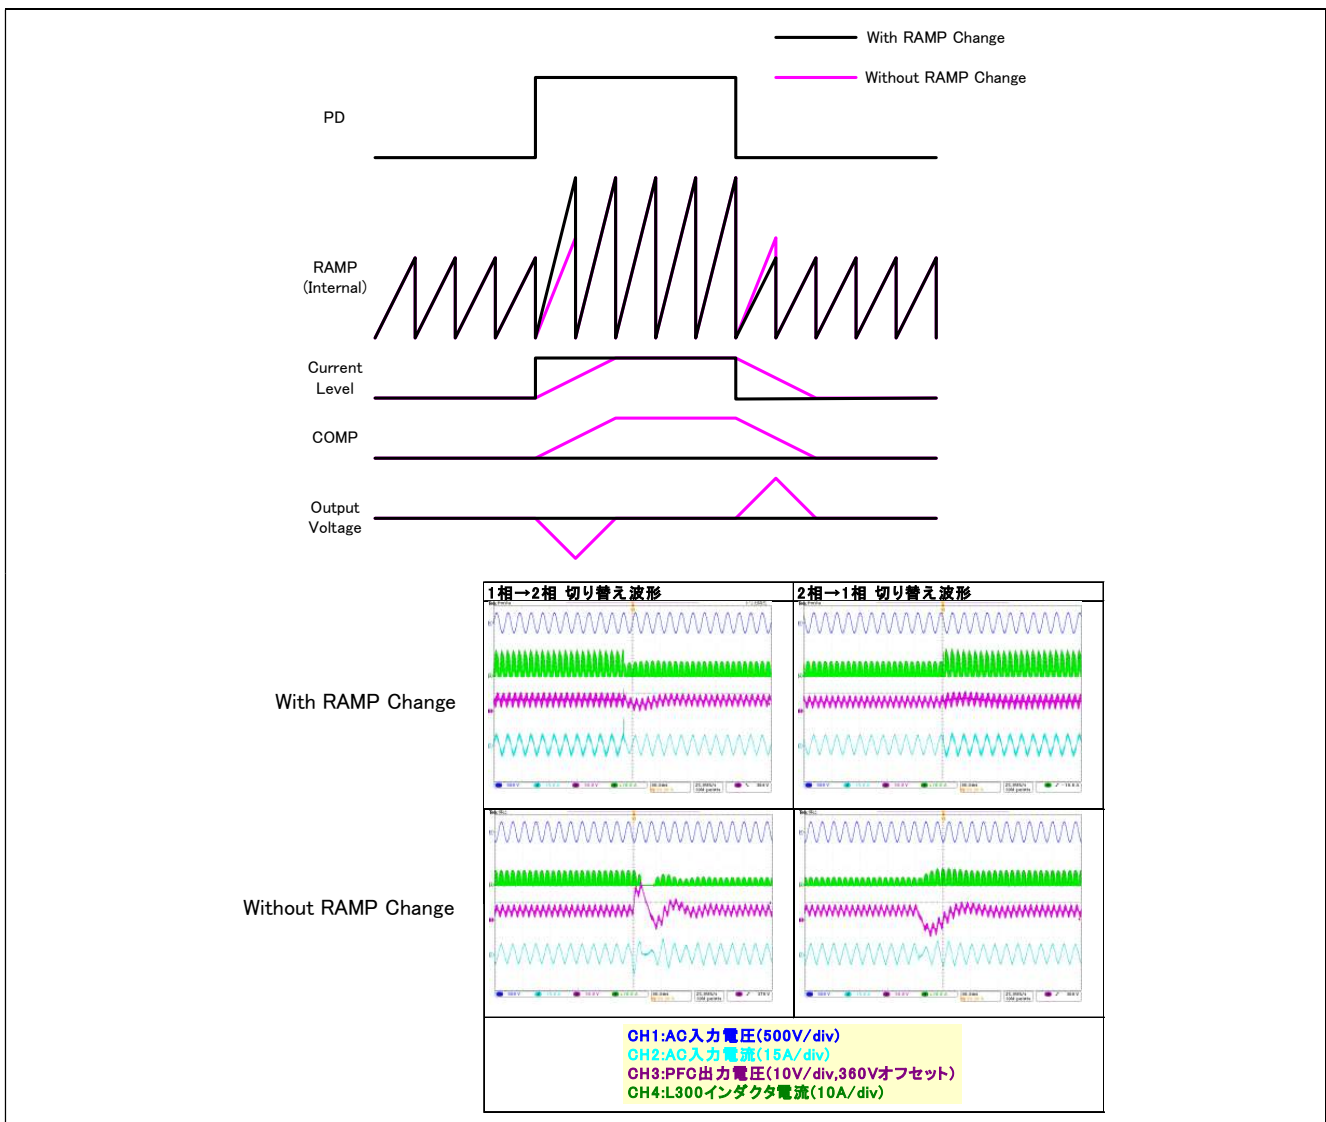 With RAMP Change
Without RAMP Change
PD
RAMP
(Internal)
Current
Level
COMP
Output
Voltage
1相→2相 切り替え波形
2相→1相 切り替え波形
With RAMP Change
Without RAMP Change
CH1:AC入力電圧(500V/div)
CH2:AC入力電流(15A/div)
CH3:PFC出力電圧(10V/div,360Vオフセット)
CH4:L300インダクタ電流(10A/div)